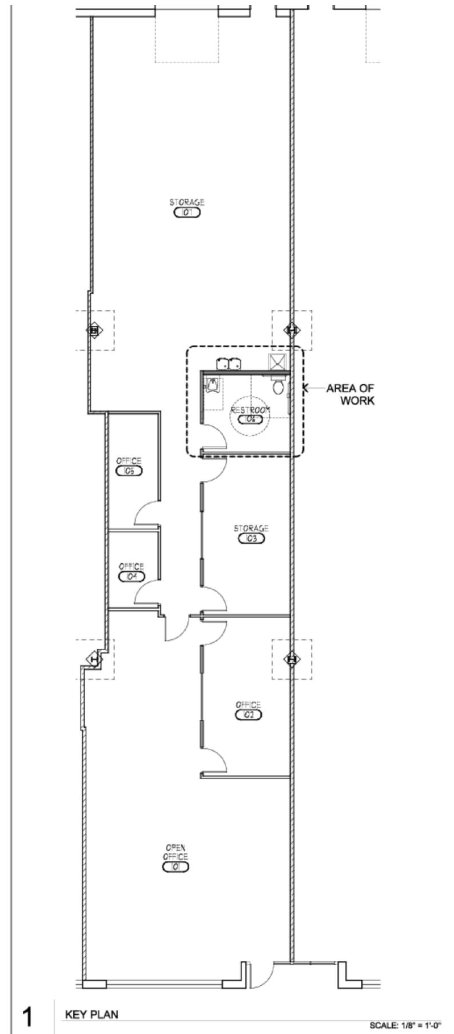 STORAGE
AREA OF
WORK
RESTROOM
106
OFFICE
105
STORAGE
103
OFFICE
104
OFFICE
102
OPEN
OFFICE
101
1
KEY PLAN
SCALE: 1/8" = 1'-0"